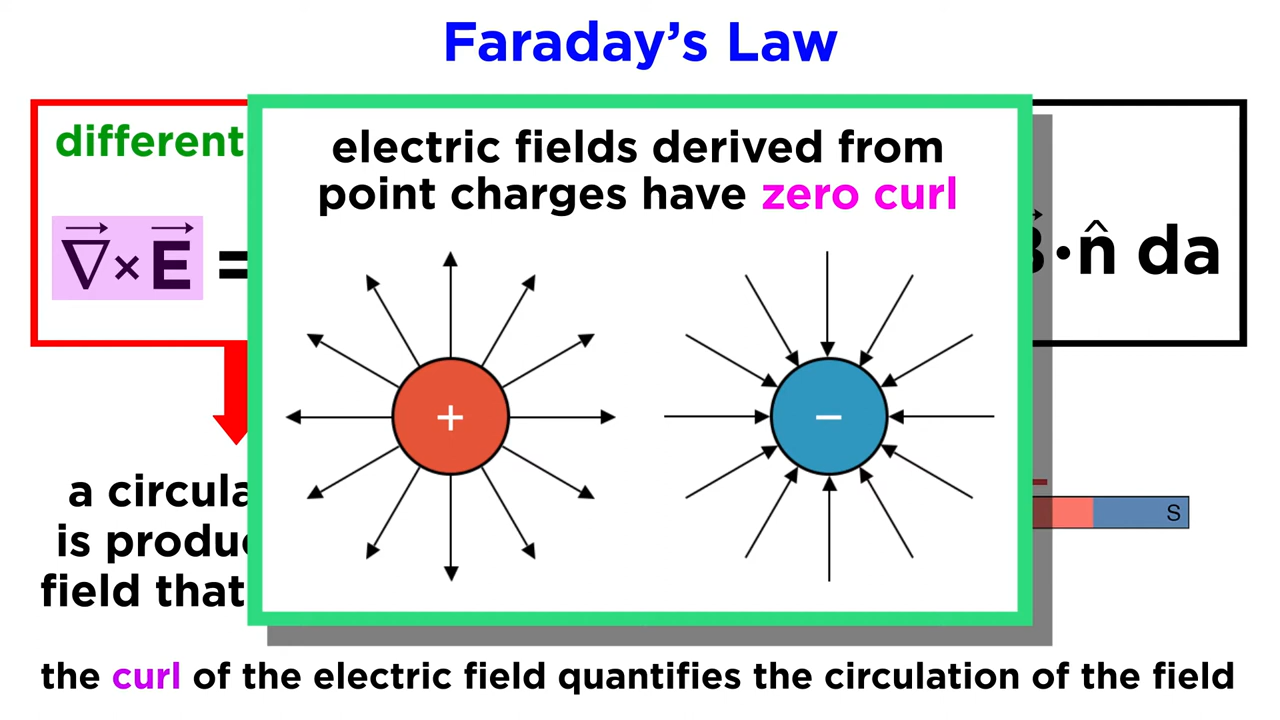 Faraday's Law
different
electric fields derived from
point charges have zero curl
∇×E =
·n̂ da
+
−
a circula
is produc
field that
S
the curl of the electric field quantifies the circulation of the field